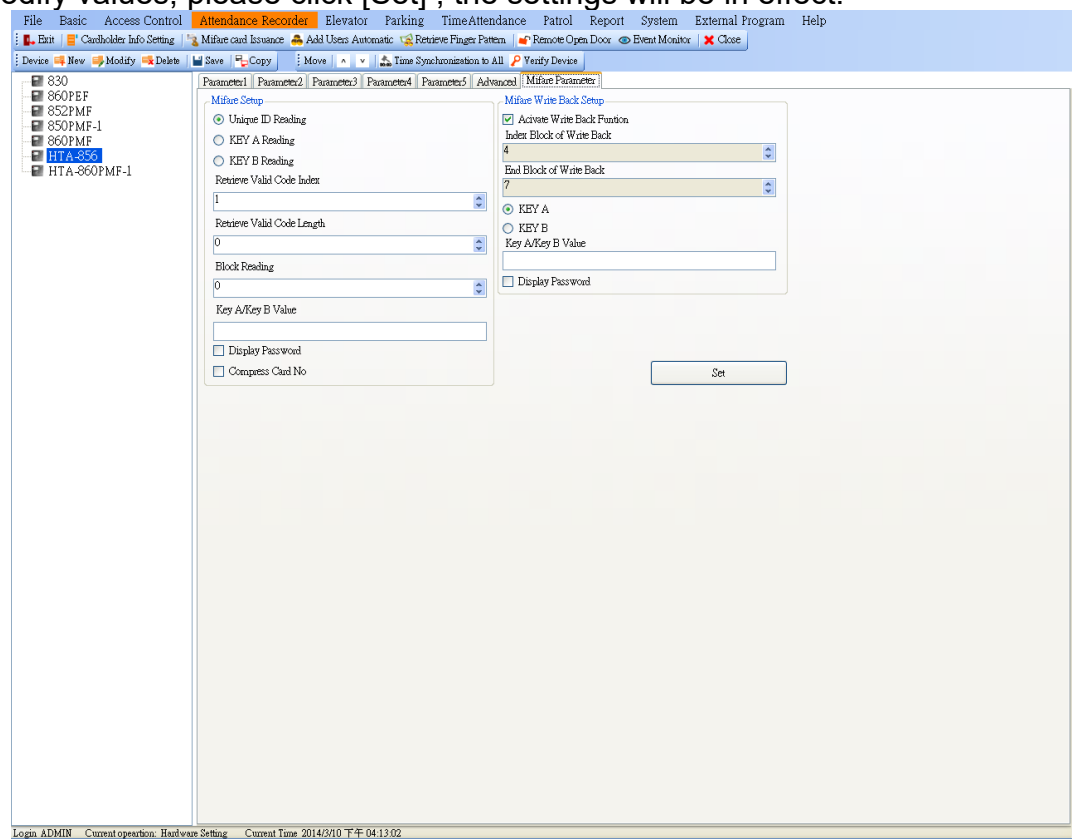 odify values, please click [Set] , the settings will be in effect.
File Basic Access Control Attendance Recorder Elevator Parking TimeAttendance Patrol Report System External Program Help
Exit Cardholder Info Setting Mifare card Issuance Add Users Automatic Retrieve Finger Pattern Remote Open Door Event Monitor Close
Device New Modify Delete Save Copy Move Time Synchronization to All Verify Device
830
860PEF
852PMF
850PMF-1
860PMF
HTA-856
HTA-860PMF-1
Parameter1 Parameter2 Parameter3 Parameter4 Parameter5 Advanced Mifare Parameter
Mifare Setup
Unique ID Reading
KEY A Reading
KEY B Reading
Retrieve Valid Code Index
1
Retrieve Valid Code Length
0
Block Reading
0
Key A/Key B Value
Display Password
Compress Card No
Mifare Write Back Setup
Acivate Write Back Funtion
Index Block of Write Back
4
End Block of Write Back
7
KEY A
KEY B
Key A/Key B Value
Display Password
Set
Login ADMIN Current opeartion: Hardware Setting Current Time 2014/3/10 下午 04:13:02